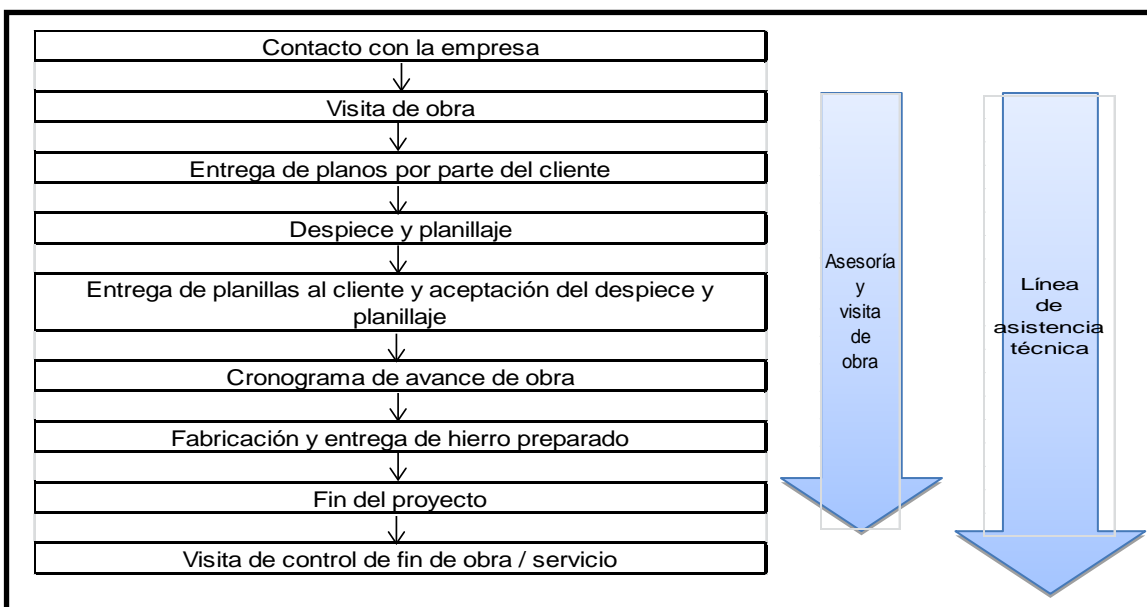 Contacto con la empresa
Visita de obra
Entrega de planos por parte del cliente
Despiece y planillaje
Entrega de planillas al cliente y aceptación del despiece y
planillaje
Cronograma de avance de obra
Fabricación y entrega de hierro preparado
Fin del proyecto
Visita de control de fin de obra / servicio
Asesoría
y
visita
de
obra
Línea
de
asistencia
técnica